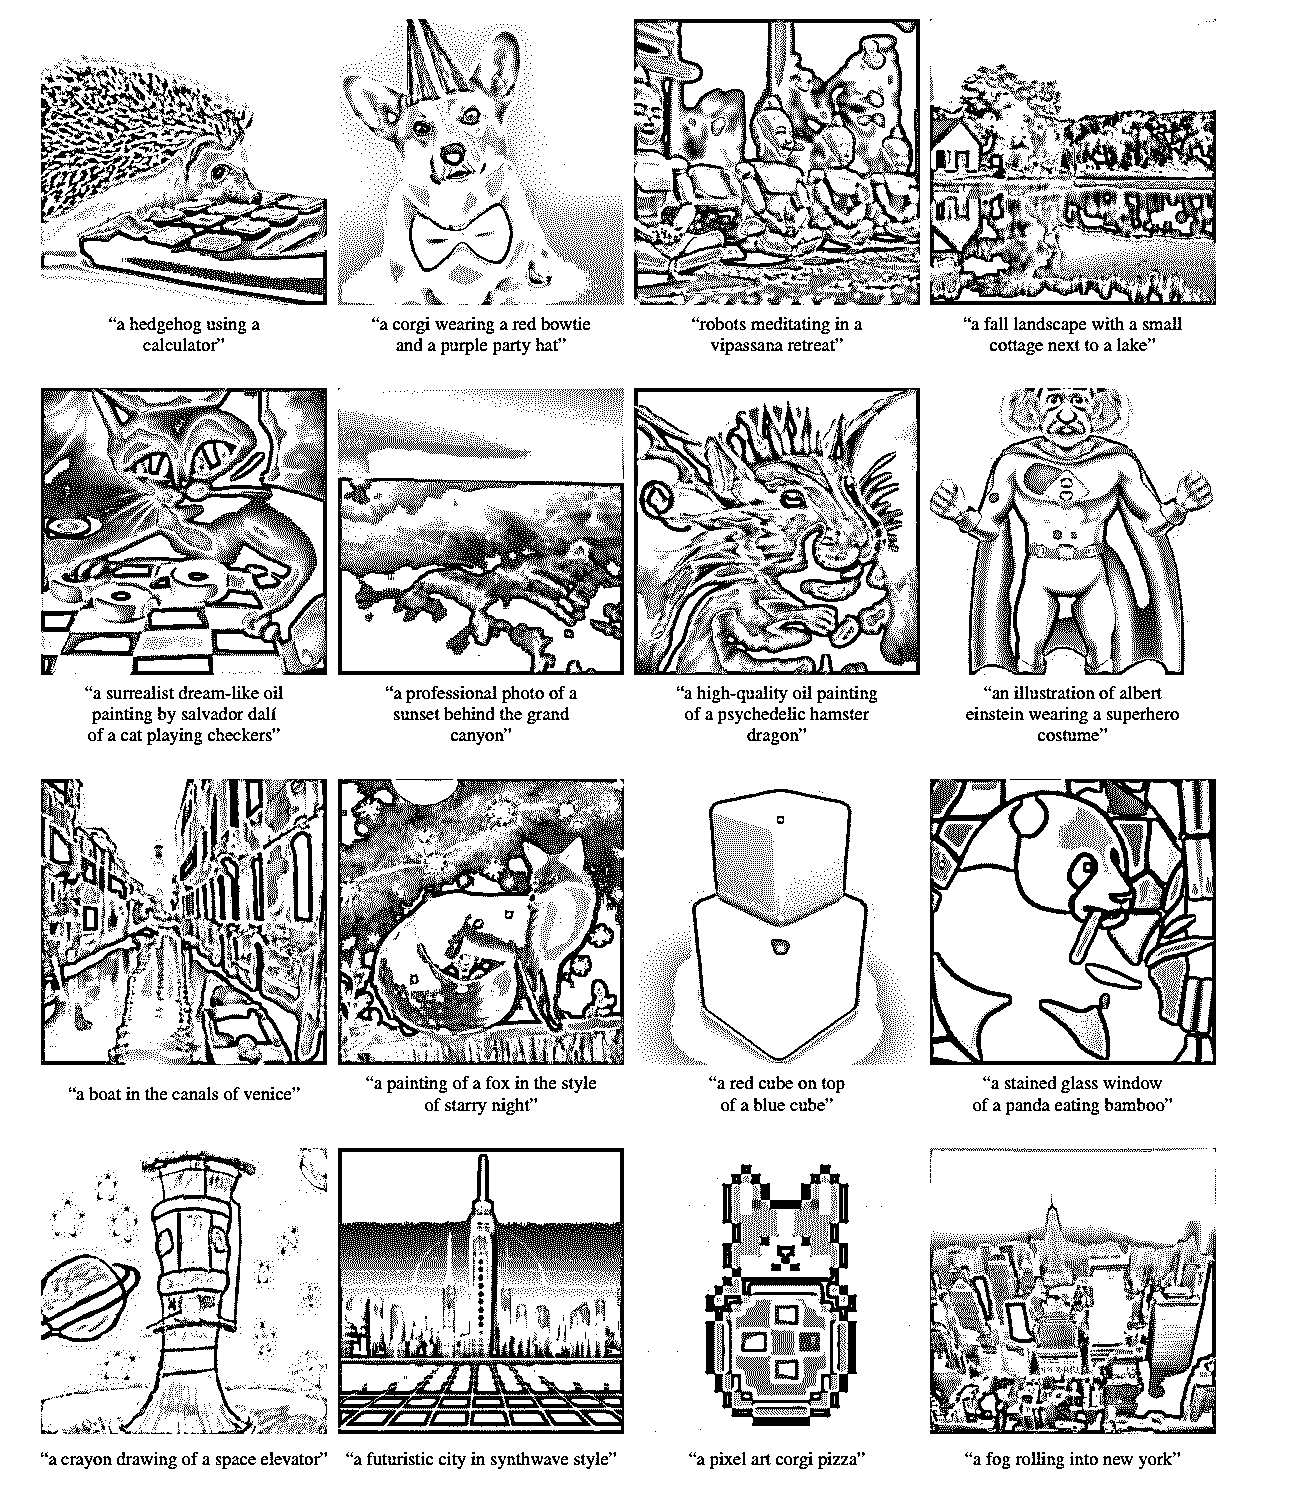 “a hedgehog using a
calculator”
“a corgi wearing a red bowtie
and a purple party hat”
“robots meditating in a
vipassana retreat”
“a fall landscape with a small
cottage next to a lake”
“a surrealist dream-like oil
painting by salvador dalí
of a cat playing checkers”
“a professional photo of a
sunset behind the grand
canyon”
“a high-quality oil painting
of a psychedelic hamster
dragon”
“an illustration of albert
einstein wearing a superhero
costume”
“a boat in the canals of venice”
“a painting of a fox in the style
of starry night”
“a red cube on top
of a blue cube”
“a stained glass window
of a panda eating bamboo”
“a crayon drawing of a space elevator”
“a futuristic city in synthwave style”
“a pixel art corgi pizza”
“a fog rolling into new york”